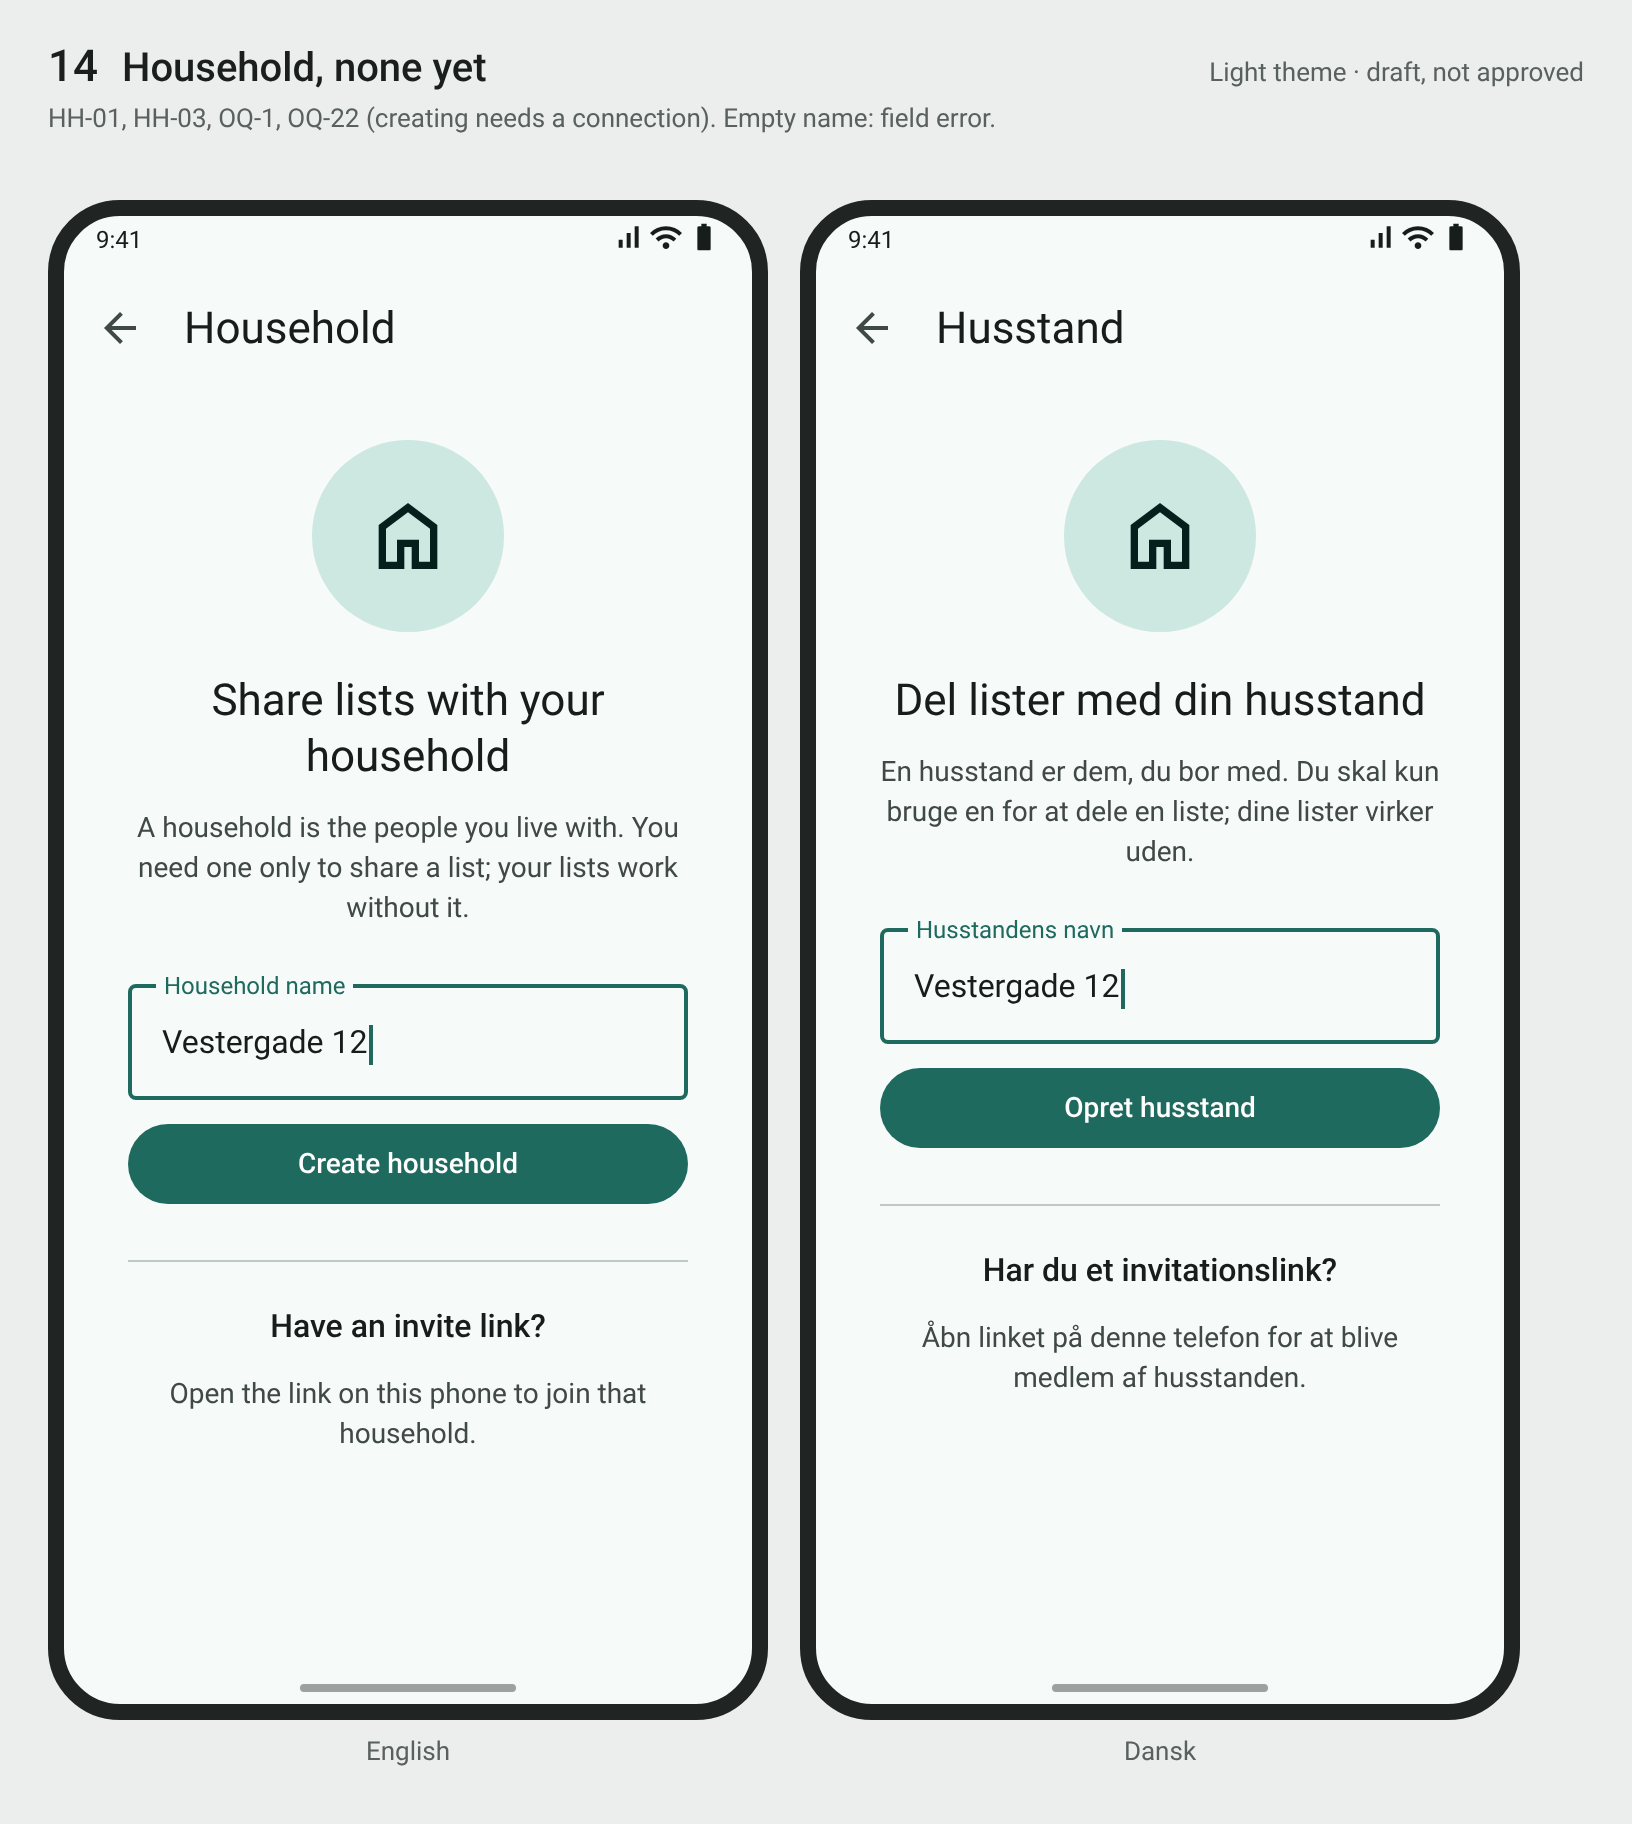 14 Household, none yet
Light theme · draft, not approved
HH-01, HH-03, OQ-1, OQ-22 (creating needs a connection). Empty name: field error.
9:41
Household
Share lists with your
household
A household is the people you live with. You
need one only to share a list; your lists work
without it.
Household name
Vestergade 12
Create household
Have an invite link?
Open the link on this phone to join that
household.
English
9:41
Husstand
Del lister med din husstand
En husstand er dem, du bor med. Du skal kun
bruge en for at dele en liste; dine lister virker
uden.
Husstandens navn
Vestergade 12
Opret husstand
Har du et invitationslink?
Åbn linket på denne telefon for at blive
medlem af husstanden.
Dansk